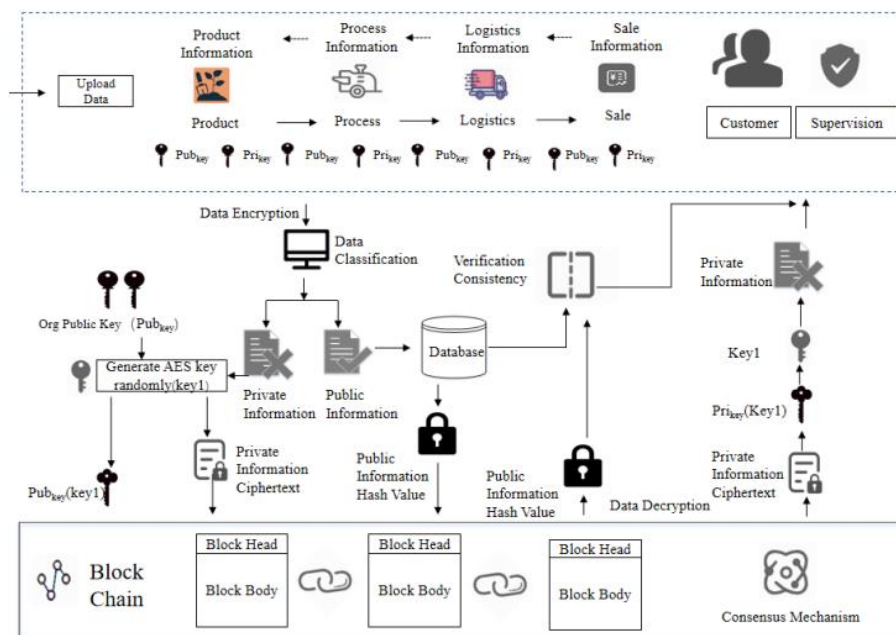 Product
Information
Process
Information
Logistics
Information
Sale
Information
Upload
Data
Product
Process
Logistics
Sale
Customer
Supervision
Pubkey
Prikey
Pubkey
Prikey
Pubkey
Prikey
Pubkey
Prikey
Data Encryption
Data
Classification
Verification
Consistency
Private
Information
Org Public Key （Pubkey)
Database
Key1
Generate AES key
randomly(key1)
Private
Information
Public
Information
Prikey(Key1)
Private
Information
Ciphertext
Public
Information
Hash Value
Public
Information
Hash Value
Private
Information
Ciphertext
Pubkey(key1)
Data Decryption
Block
Chain
Block Head
Block Body
Block Head
Block Body
Block Head
Block Body
Consensus Mechanism